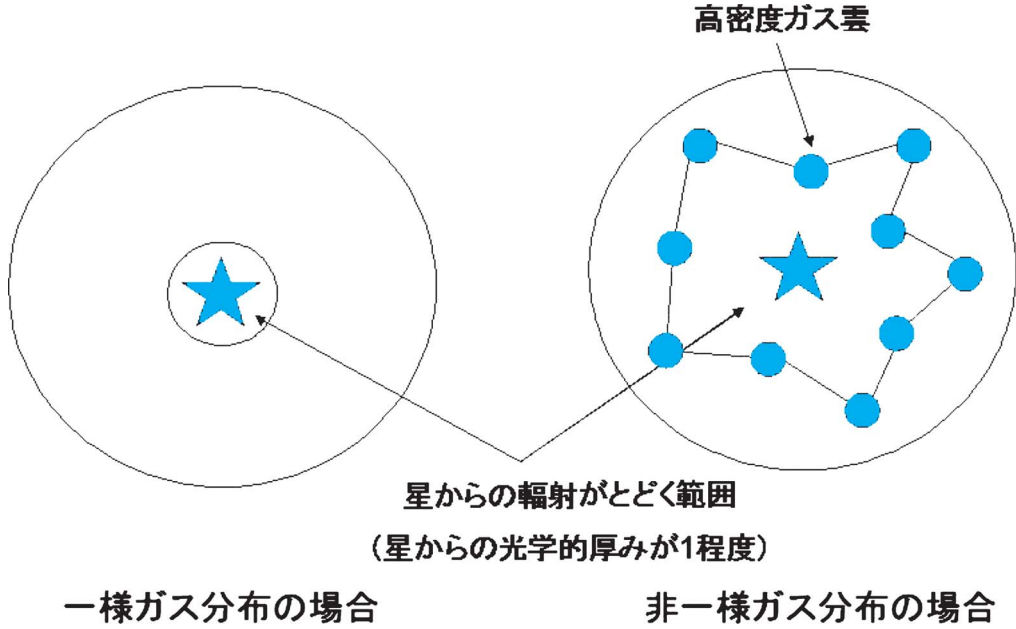 高密度ガス雲
星からの輻射がとどく範囲
（星からの光学的厚みが1程度）
一様ガス分布の場合
非一様ガス分布の場合